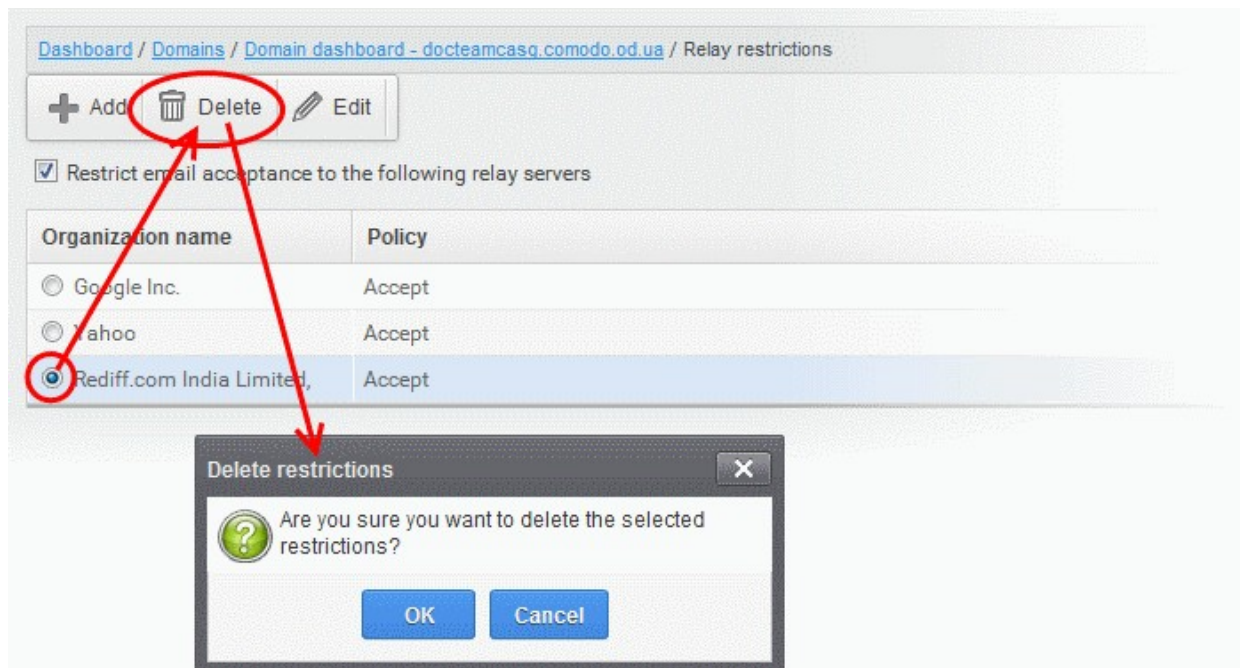 Dashboard / Domains / Domain dashboard - docteamcasg.comodo.od.ua / Relay restrictions
Add Delete Edit
Restrict email acceptance to the following relay servers
Organization name Policy
Google Inc. Accept
Yahoo Accept
Rediff.com India Limited, Accept
Delete restrictions
Are you sure you want to delete the selected
restrictions?
OK Cancel